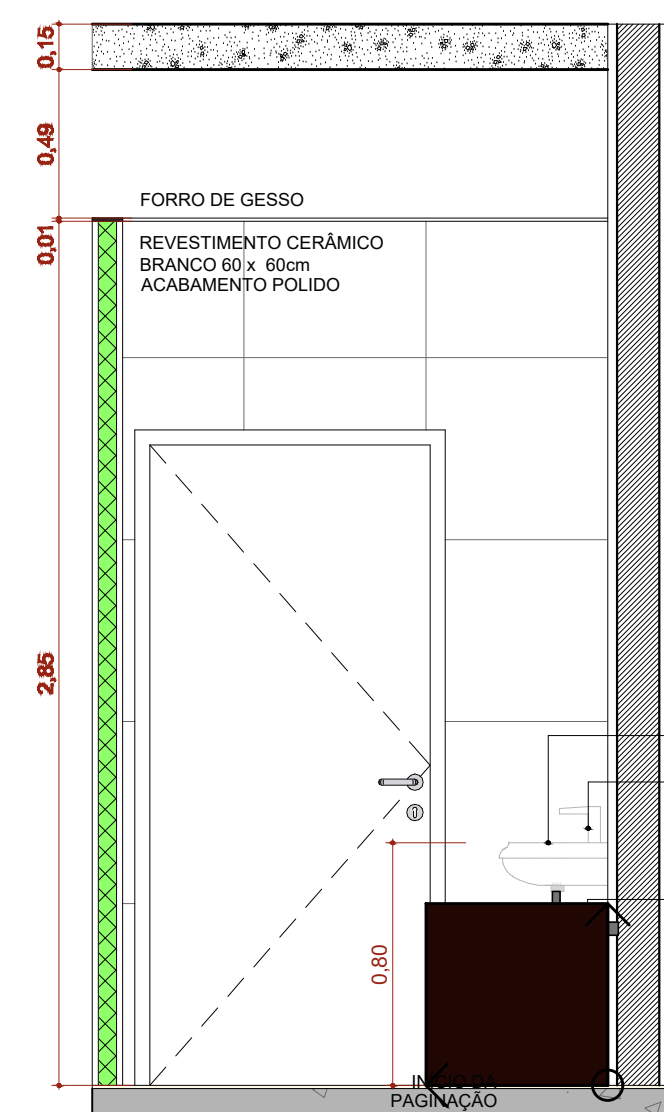 0,15
0,49
FORRO DE GESSO
0,01
REVESTIMENTO CERÂMICO
BRANCO 60 x 60cm
ACABAMENTO POLIDO
2,85
0,80
INÍCIO DA
PAGINAÇÃO